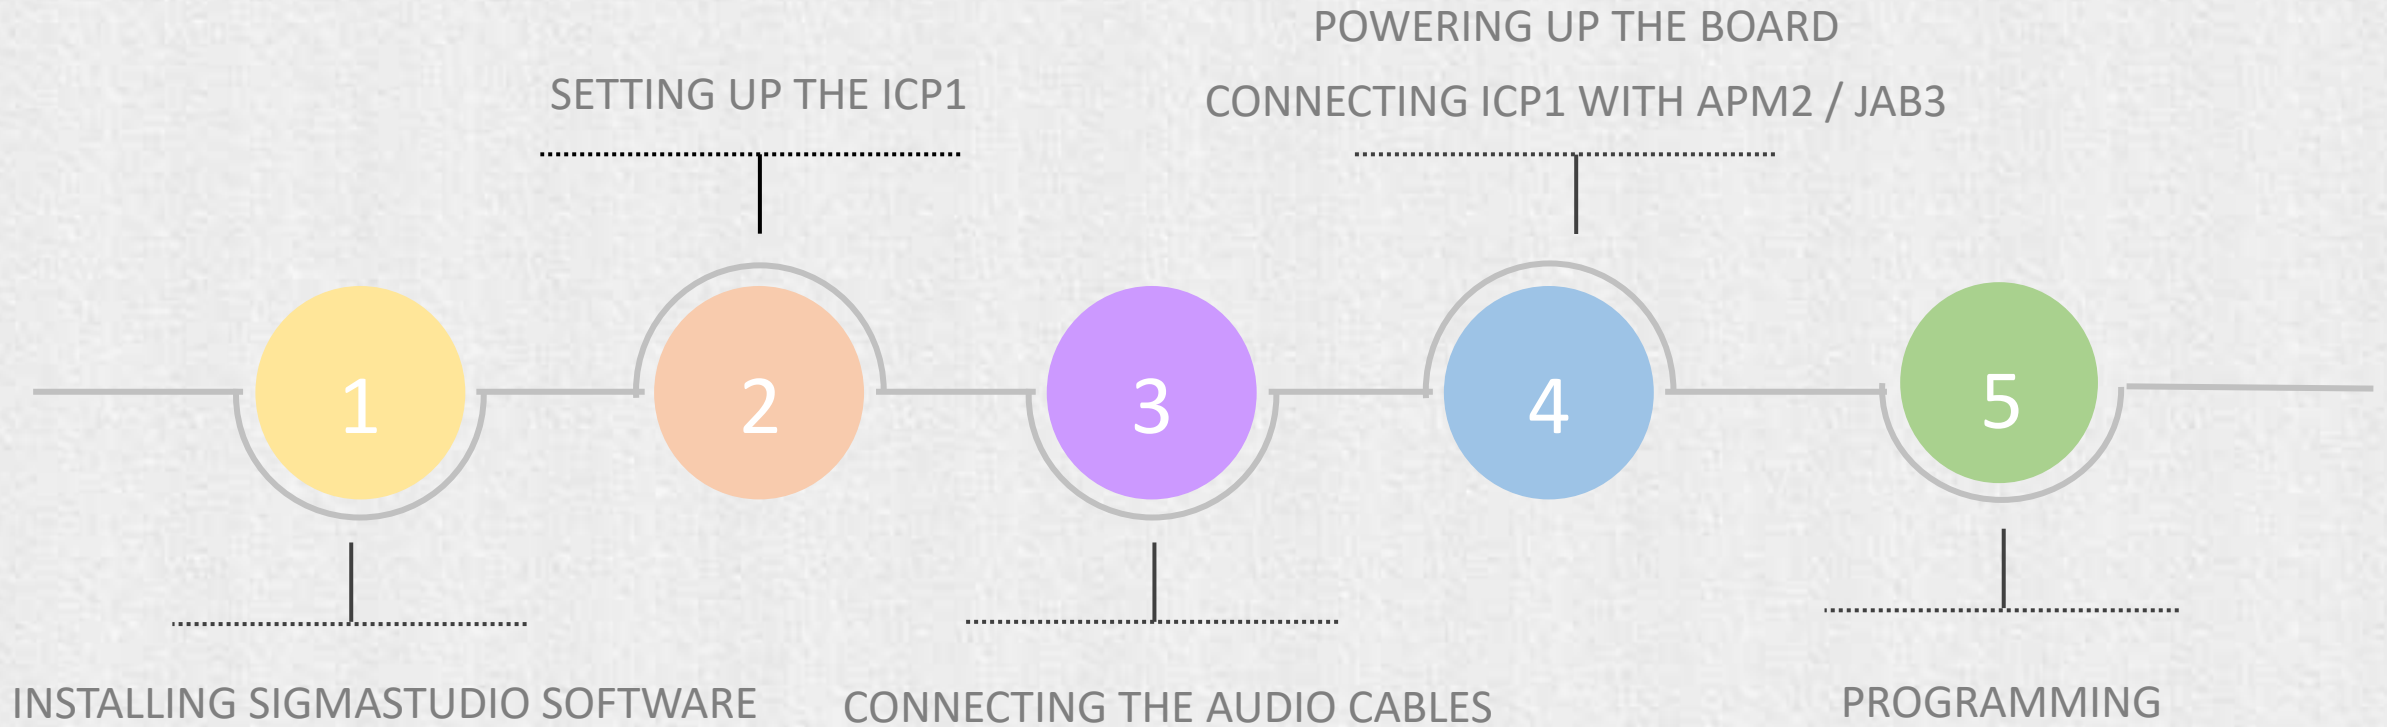 POWERING UP THE BOARD
SETTING UP THE ICP1
CONNECTING ICP1 WITH APM2 / JAB3
1
2
3
4
5
INSTALLING SIGMASTUDIO SOFTWARE
CONNECTING THE AUDIO CABLES
PROGRAMMING